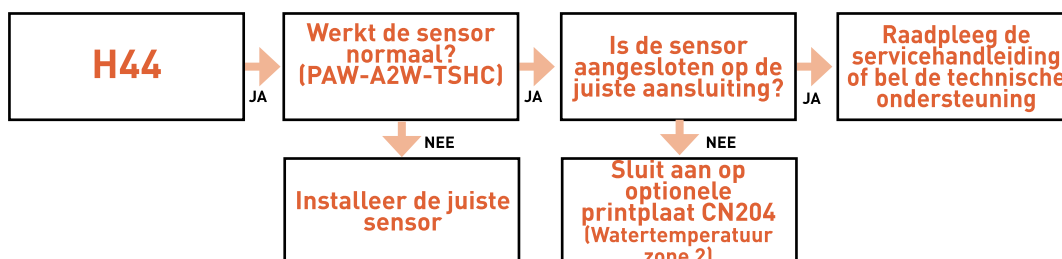 H44
JA
Werkt de sensor
normaal?
(PAW-A2W-TSHC)
JA
Is de sensor
aangesloten op de
juiste aansluiting?
JA
Raadpleeg de
servicehandleiding
of bel de technische
ondersteuning
NEE
Installeer de juiste
sensor
NEE
Sluit aan op
optionele
printplaat CN204
(Watertemperatuur
zone 2)